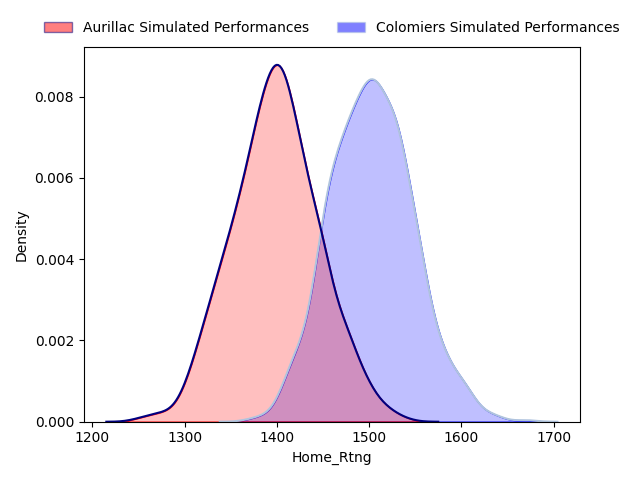 Aurillac Simulated Performances Colomiers Simulated Performances
0.008
0.006
0.004
0.002
0.000
Density
1200 1300 1400 1500 1600 1700
Home_Rtng